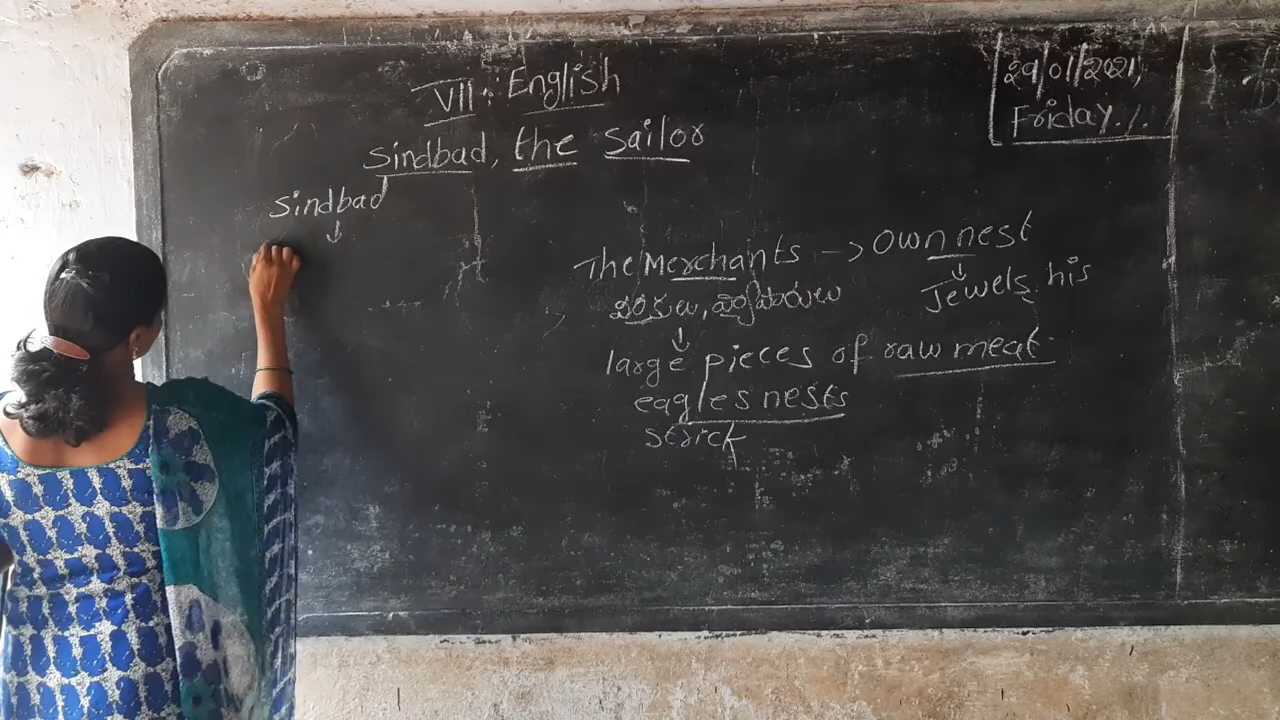 VII : English
29/01/2021,
Friday./.
Sindbad, the Sailor
Sindbad
↓
The Merchants → Own nest
↓
Jewels his
↓
large pieces of raw meat.
eagles nests